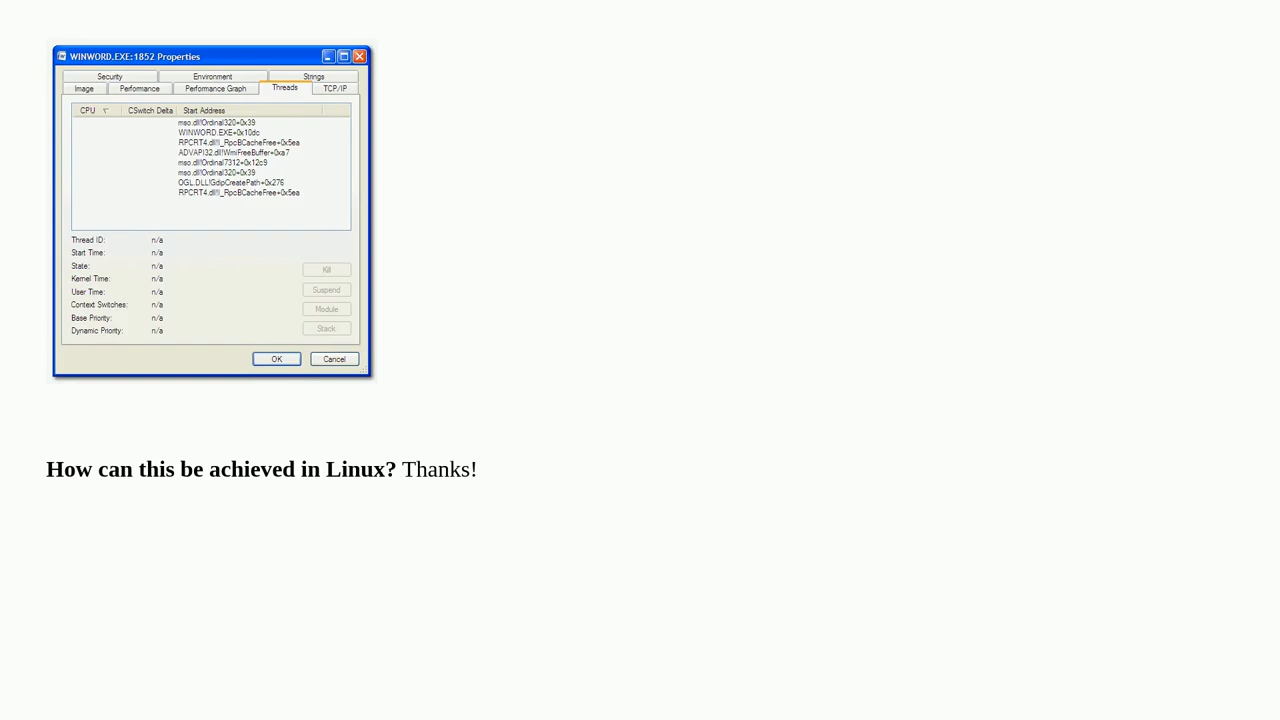 WINWORD.EXE:1852 Properties
Security Environment Strings
Image Performance Performance Graph Threads TCP/IP
CPU CSwitch Delta Start Address
mso.dll!Ordinal320+0x39
WINWORD.EXE+0x10dc
RPCRT4.dll!I_RpcBCacheFree+0x5ea
ADVAPI32.dll!WmiFreeBuffer+0xa7
mso.dll!Ordinal7312+0x12c9
mso.dll!Ordinal320+0x39
OGL.DLL!GdipCreatePath+0x276
RPCRT4.dll!I_RpcBCacheFree+0x5ea
Thread ID: n/a
Start Time: n/a
State: n/a
Kernel Time: n/a
User Time: n/a
Context Switches: n/a
Base Priority: n/a
Dynamic Priority: n/a
Kill
Suspend
Module
Stack
OK Cancel
How can this be achieved in Linux? Thanks!